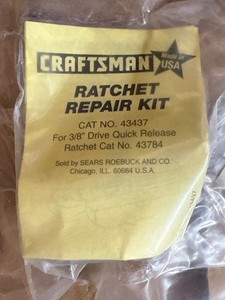 CRAFTSMAN Made in USA
RATCHET
REPAIR KIT
CAT NO. 43437
For 3/8" Drive Quick Release
Ratchet Cat No. 43784
Sold by SEARS ROEBUCK AND CO.
Chicago, ILL. 60684 U.S.A.